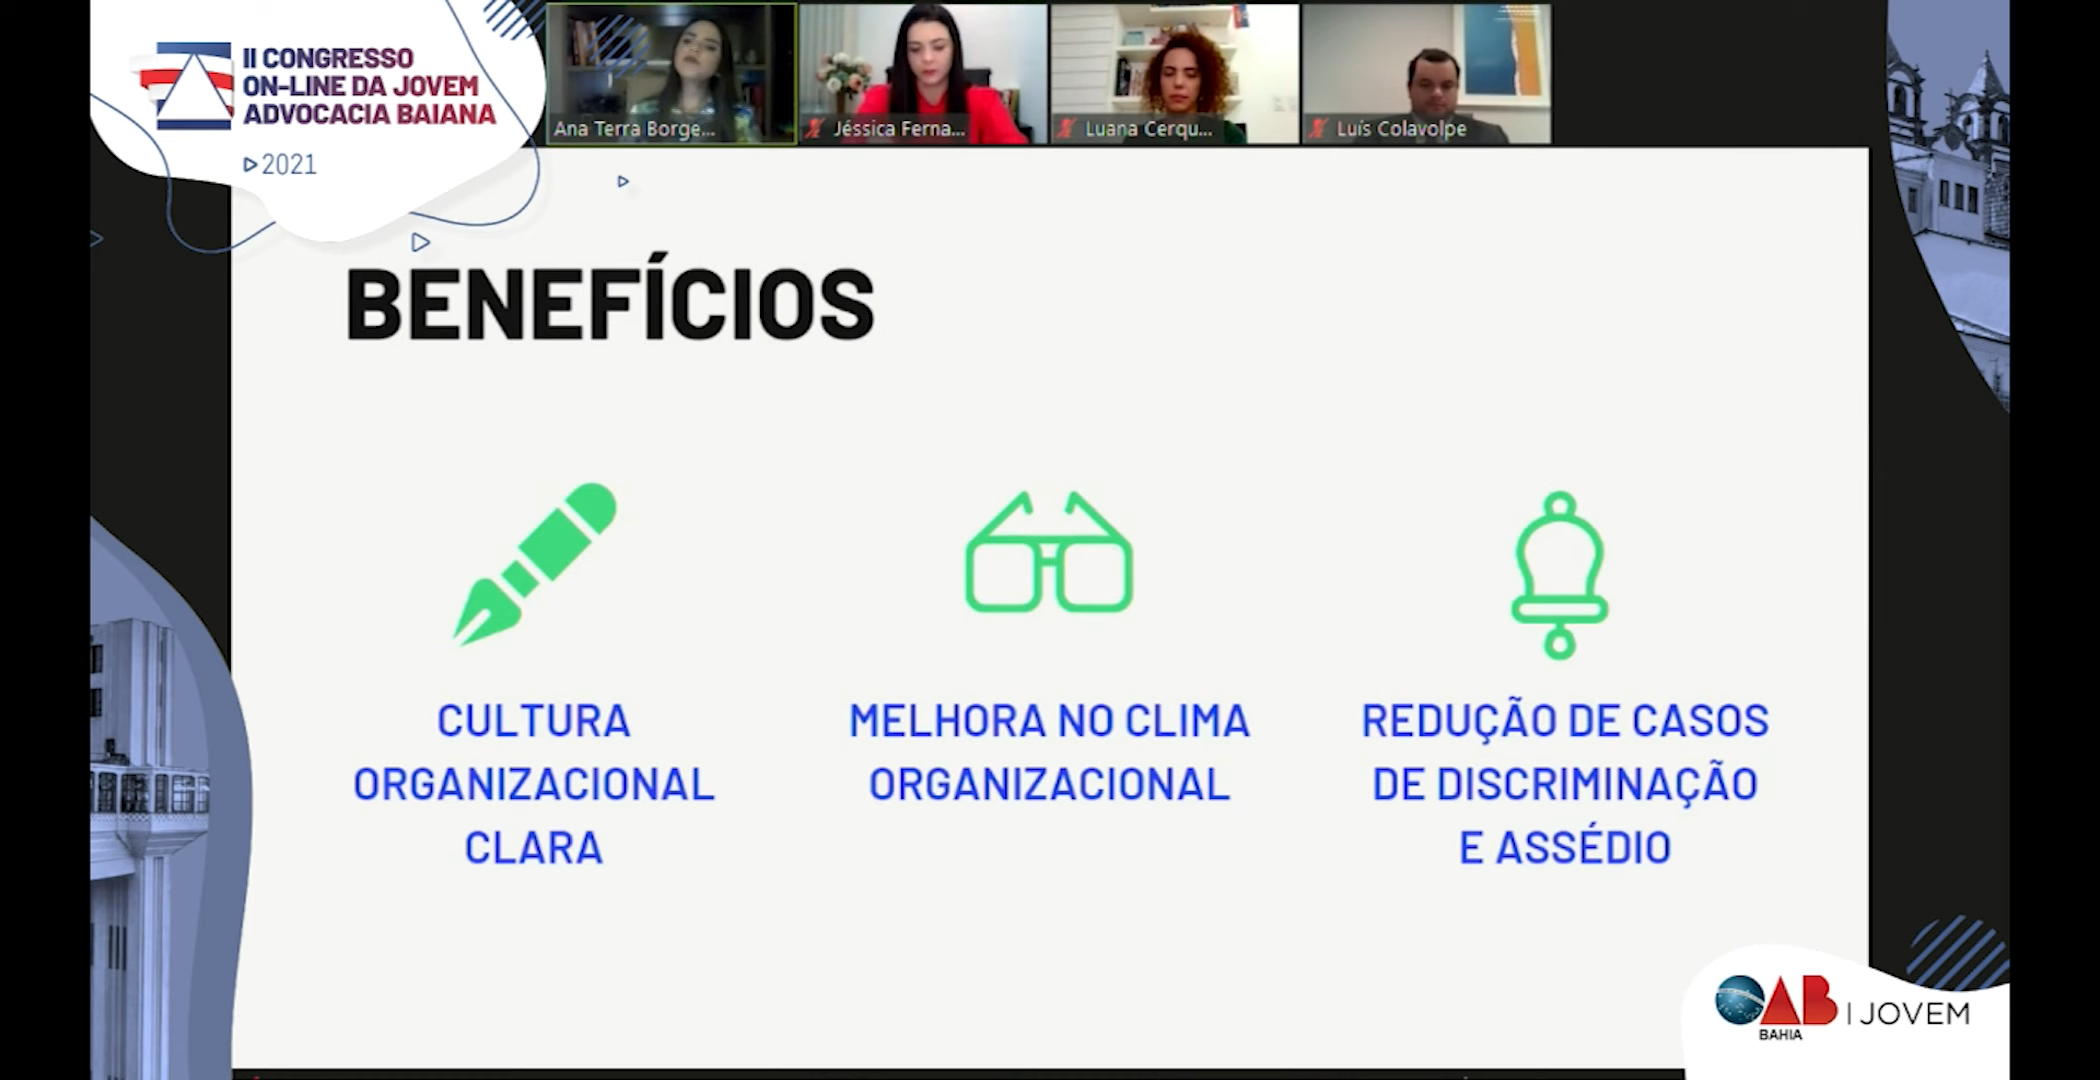 II CONGRESSO
ON-LINE DA JOVEM
ADVOCACIA BAIANA
2021
Ana Terra Borge...
Jéssica Ferna...
Luana Cerqu...
Luís Colavolpe
BENEFÍCIOS
CULTURA
ORGANIZACIONAL
CLARA
MELHORA NO CLIMA
ORGANIZACIONAL
REDUÇÃO DE CASOS
DE DISCRIMINAÇÃO
E ASSÉDIO
OAB | JOVEM
BAHIA